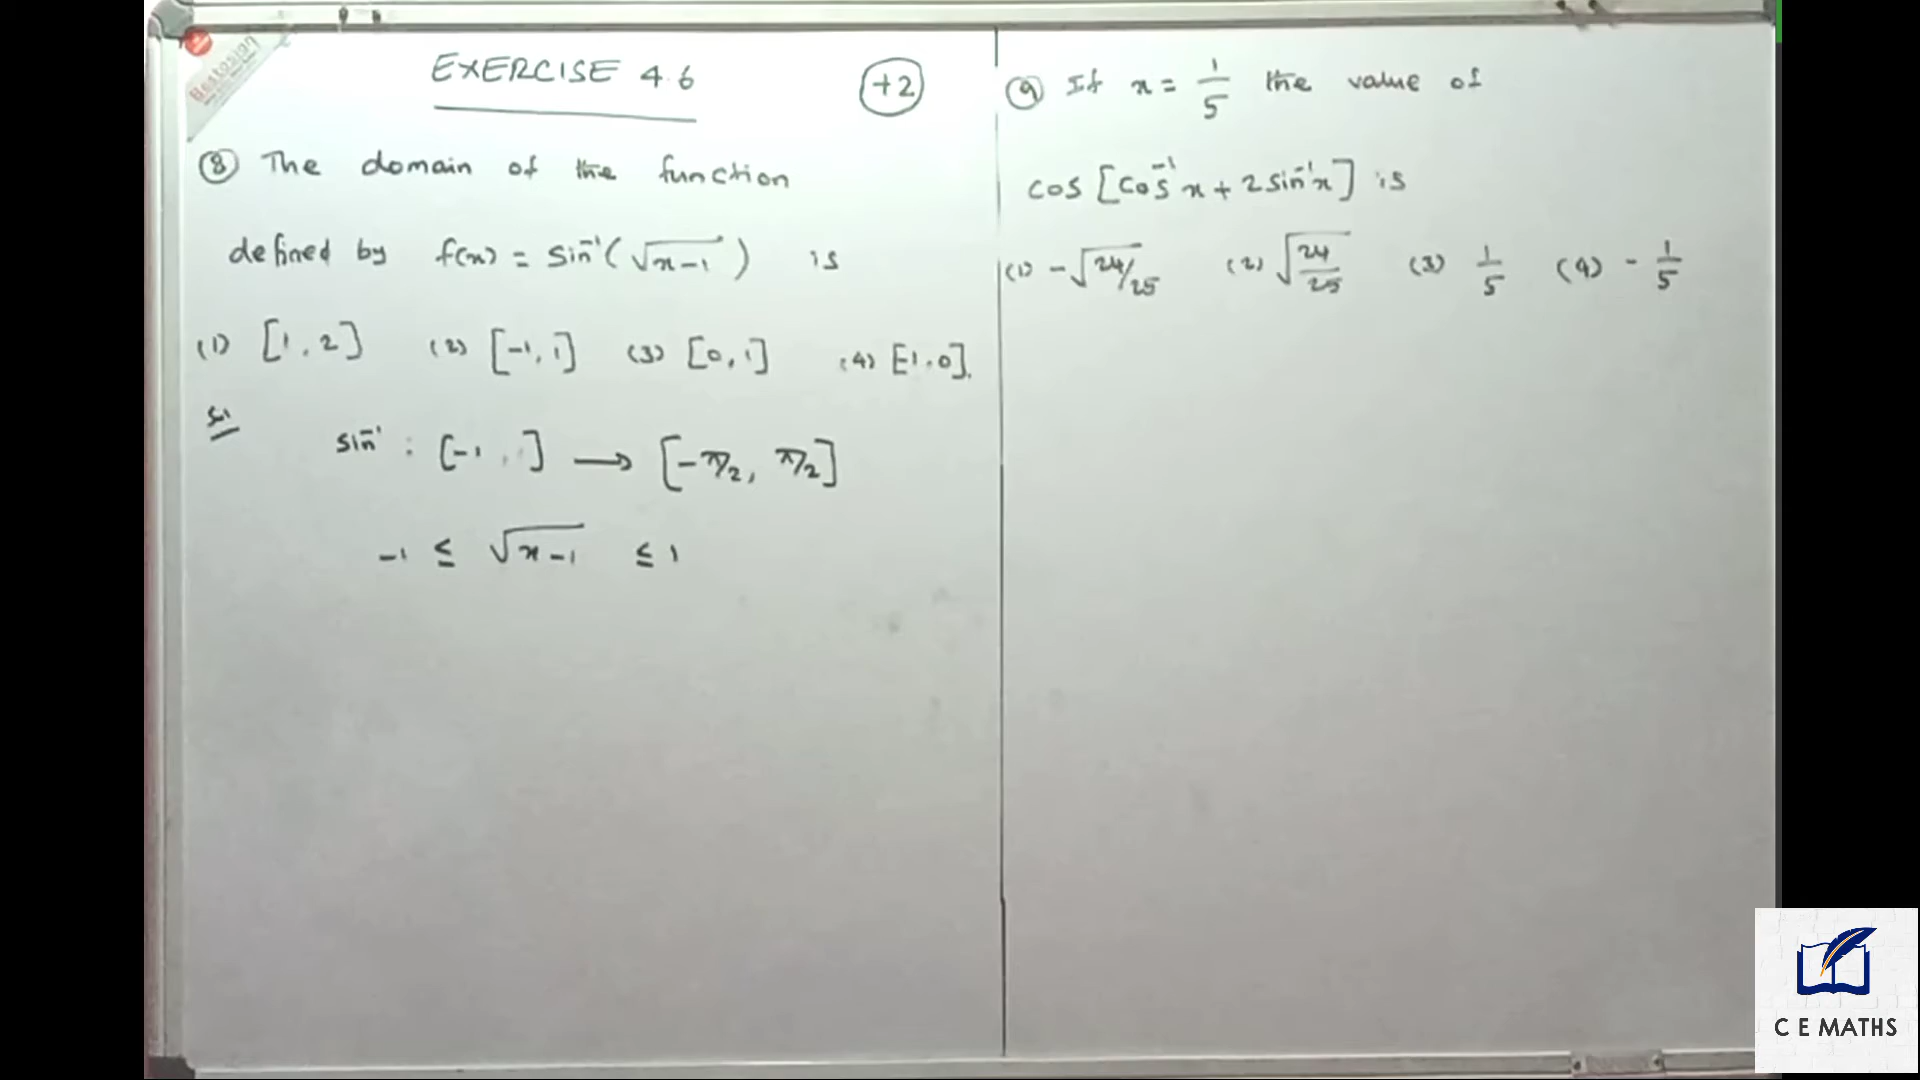 EXERCISE 4.6
+2
8 The domain of the function
defined by f(x) = sin⁻¹(√x-1) is
(1) [1, 2] (2) [-1, 1] (3) [0, 1] (4) [-1, 0].
Sol
sin⁻¹ : [-1, ] → [-π/2, π/2]
-1 ≤ √x-1 ≤ 1
9 If x = 1/5 the value of
cos [cos⁻¹x + 2 sin⁻¹x] is
(1) -√24/25 (2) √24/25 (3) 1/5 (4) -1/5
Bestosign
C E MATHS